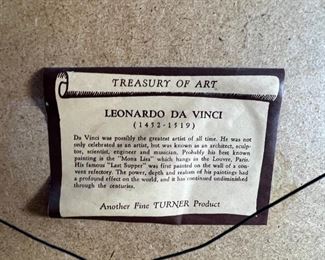 TREASURY OF ART
LEONARDO DA VINCI
(1452-1519)
Da Vinci was possibly the greatest artist of all time. He was not
only celebrated as an artist, but was known as an architect, sculp-
tor, scientist, engineer and musician. Probably his best known
painting is the "Mona Lisa" which hangs in the Louvre, Paris.
His famous "Last Supper" was first painted on the wall of a con-
vent refectory. The power, depth and realism of his paintings had
a profound effect on the world, and it has continued undiminished
through the centuries.
Another Fine TURNER Product